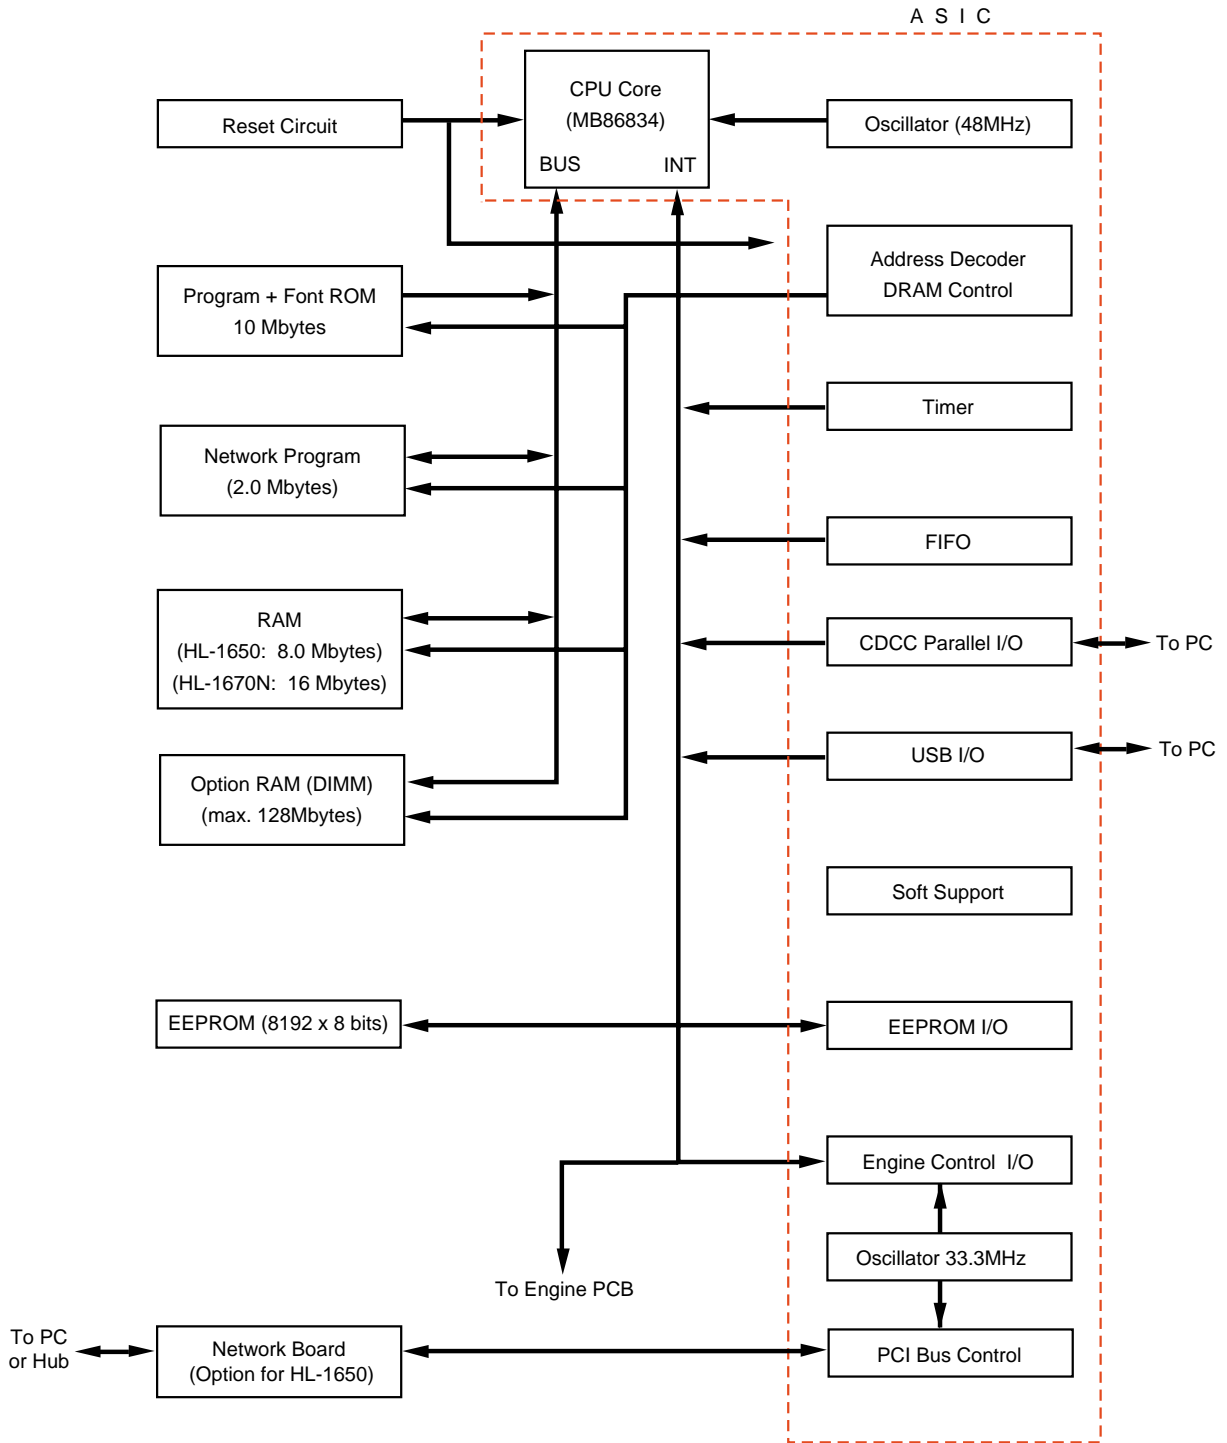 A S I C
CPU Core
(MB86834)
BUS INT
Reset Circuit
Oscillator (48MHz)
Address Decoder
DRAM Control
Program + Font ROM
10 Mbytes
Timer
Network Program
(2.0 Mbytes)
FIFO
RAM
(HL-1650: 8.0 Mbytes)
(HL-1670N: 16 Mbytes)
CDCC Parallel I/O
To PC
USB I/O
To PC
Option RAM (DIMM)
(max. 128Mbytes)
Soft Support
EEPROM (8192 x 8 bits)
EEPROM I/O
Engine Control I/O
Oscillator 33.3MHz
To Engine PCB
To PC
or Hub
Network Board
(Option for HL-1650)
PCI Bus Control